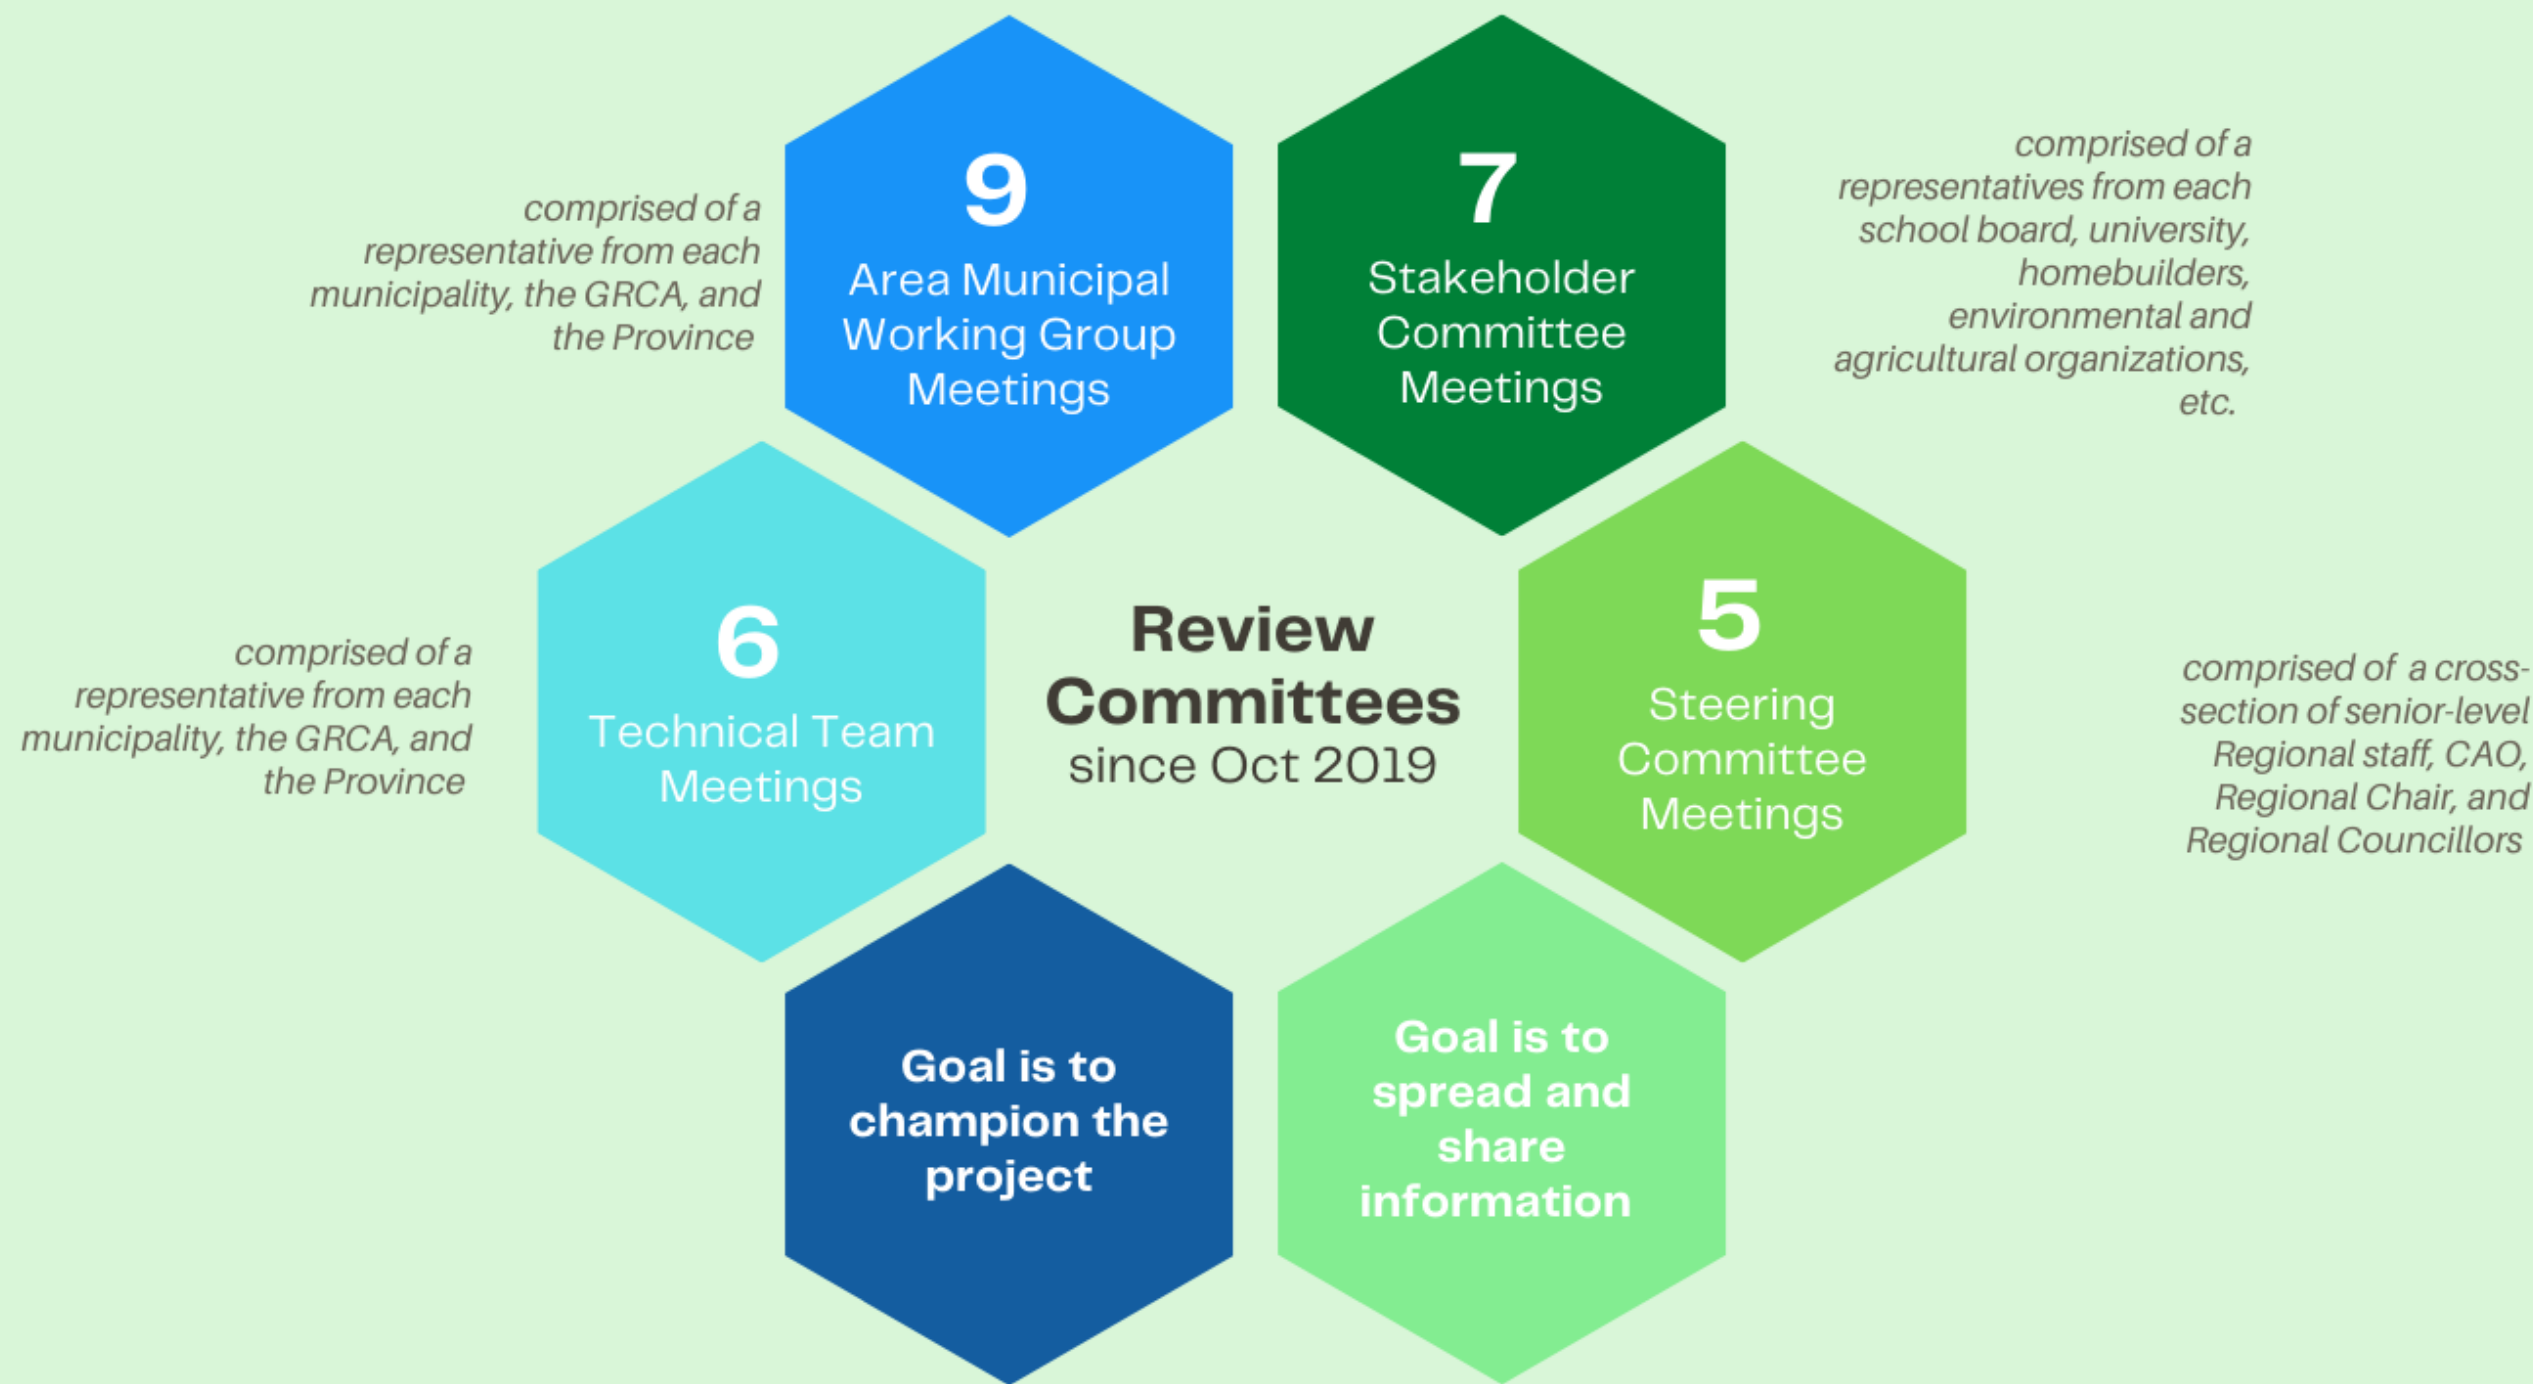 comprised of a
representative from each
municipality, the GRCA, and
the Province
9
Area Municipal
Working Group
Meetings
7
Stakeholder
Committee
Meetings
comprised of a
representatives from each
school board, university,
homebuilders,
environmental and
agricultural organizations,
etc.
comprised of a
representative from each
municipality, the GRCA, and
the Province
6
Technical Team
Meetings
Review
Committees
since Oct 2019
5
Steering
Committee
Meetings
comprised of a cross-
section of senior-level
Regional staff, CAO,
Regional Chair, and
Regional Councillors
Goal is to
champion the
project
Goal is to
spread and
share
information